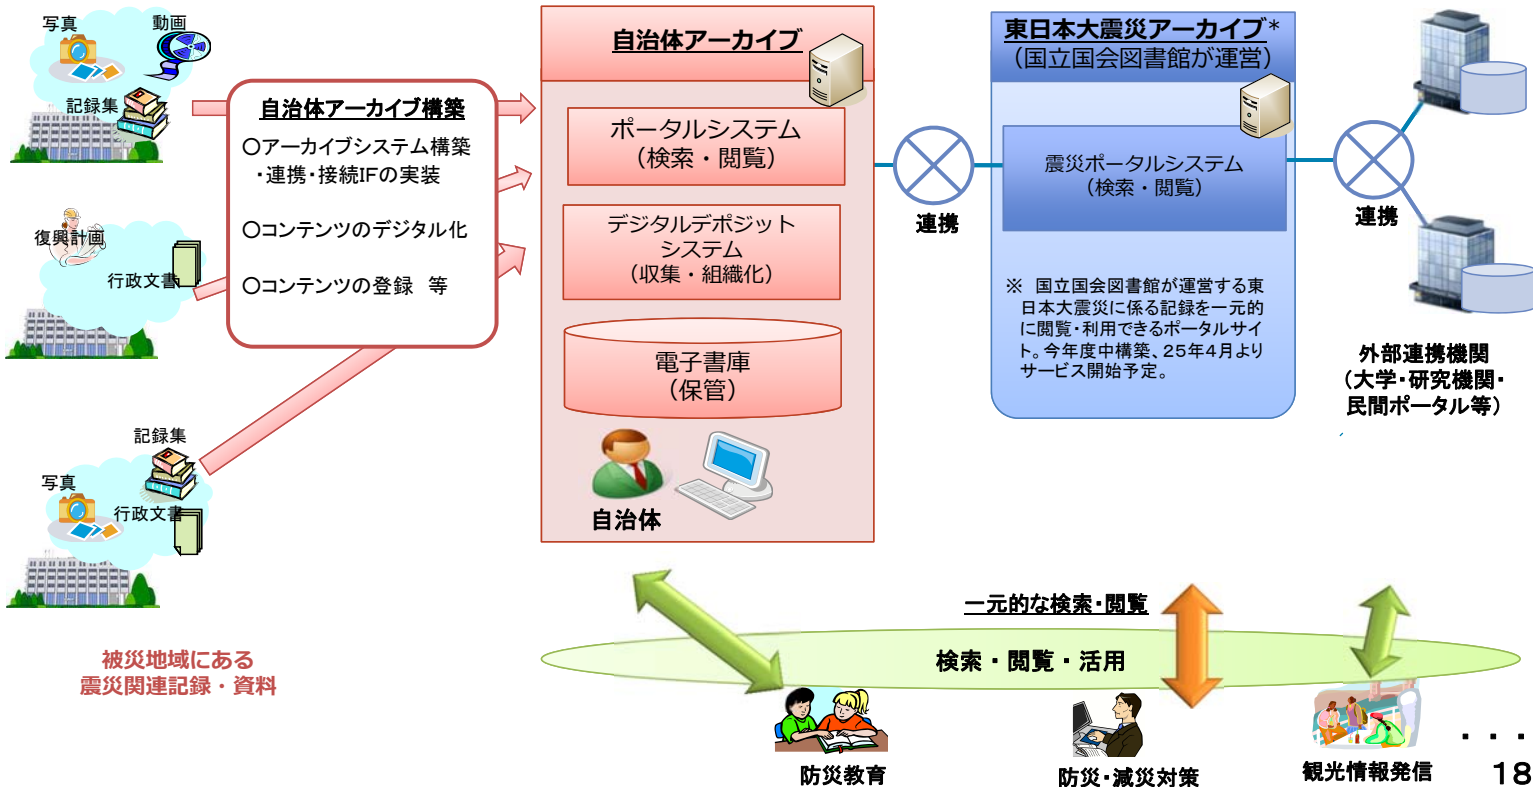 写真
動画
記録集
復興計画
行政文書
記録集
写真
行政文書
被災地域にある
震災関連記録・資料
自治体アーカイブ構築
○アーカイブシステム構築
・連携・接続IFの実装
○コンテンツのデジタル化
○コンテンツの登録　等
自治体アーカイブ
ポータルシステム
（検索・閲覧）
デジタルデポジット
システム
（収集・組織化）
電子書庫
（保管）
自治体
連携
東日本大震災アーカイブ*
（国立国会図書館が運営）
震災ポータルシステム
（検索・閲覧）
※　国立国会図書館が運営する東
日本大震災に係る記録を一元的
に閲覧・利用できるポータルサイ
ト。今年度中構築、２５年４月より
サービス開始予定。
連携
外部連携機関
（大学・研究機関・
民間ポータル等）
一元的な検索・閲覧
検索・閲覧・活用
防災教育
防災・減災対策
観光情報発信
・・・
18